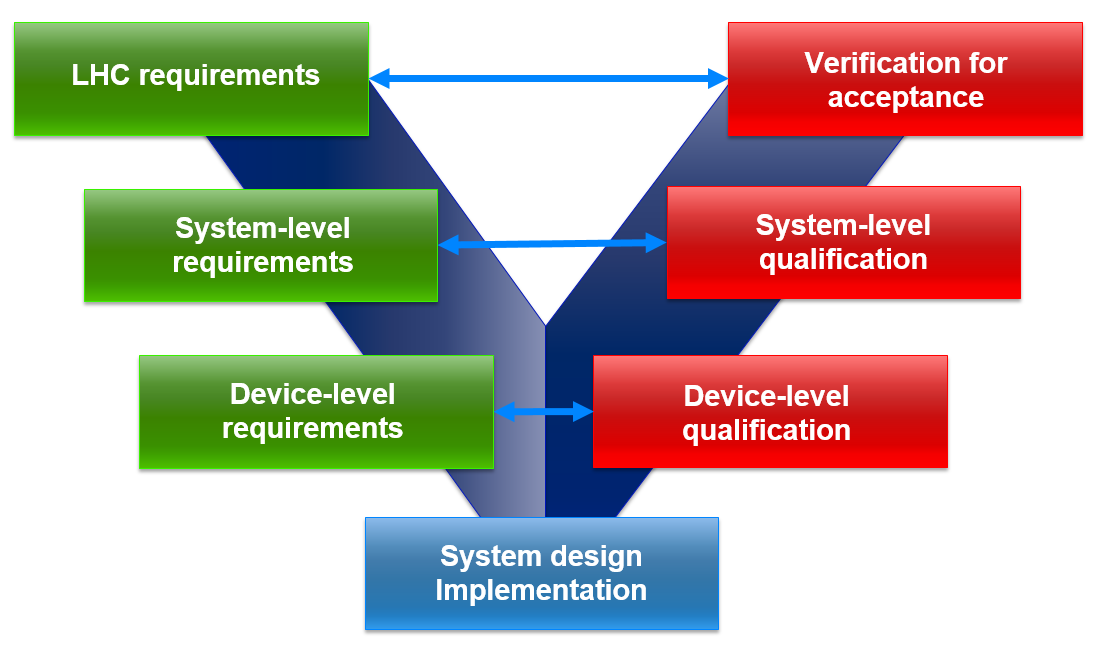 LHC requirements
Verification for
acceptance
System-level
requirements
System-level
qualification
Device-level
requirements
Device-level
qualification
System design
Implementation